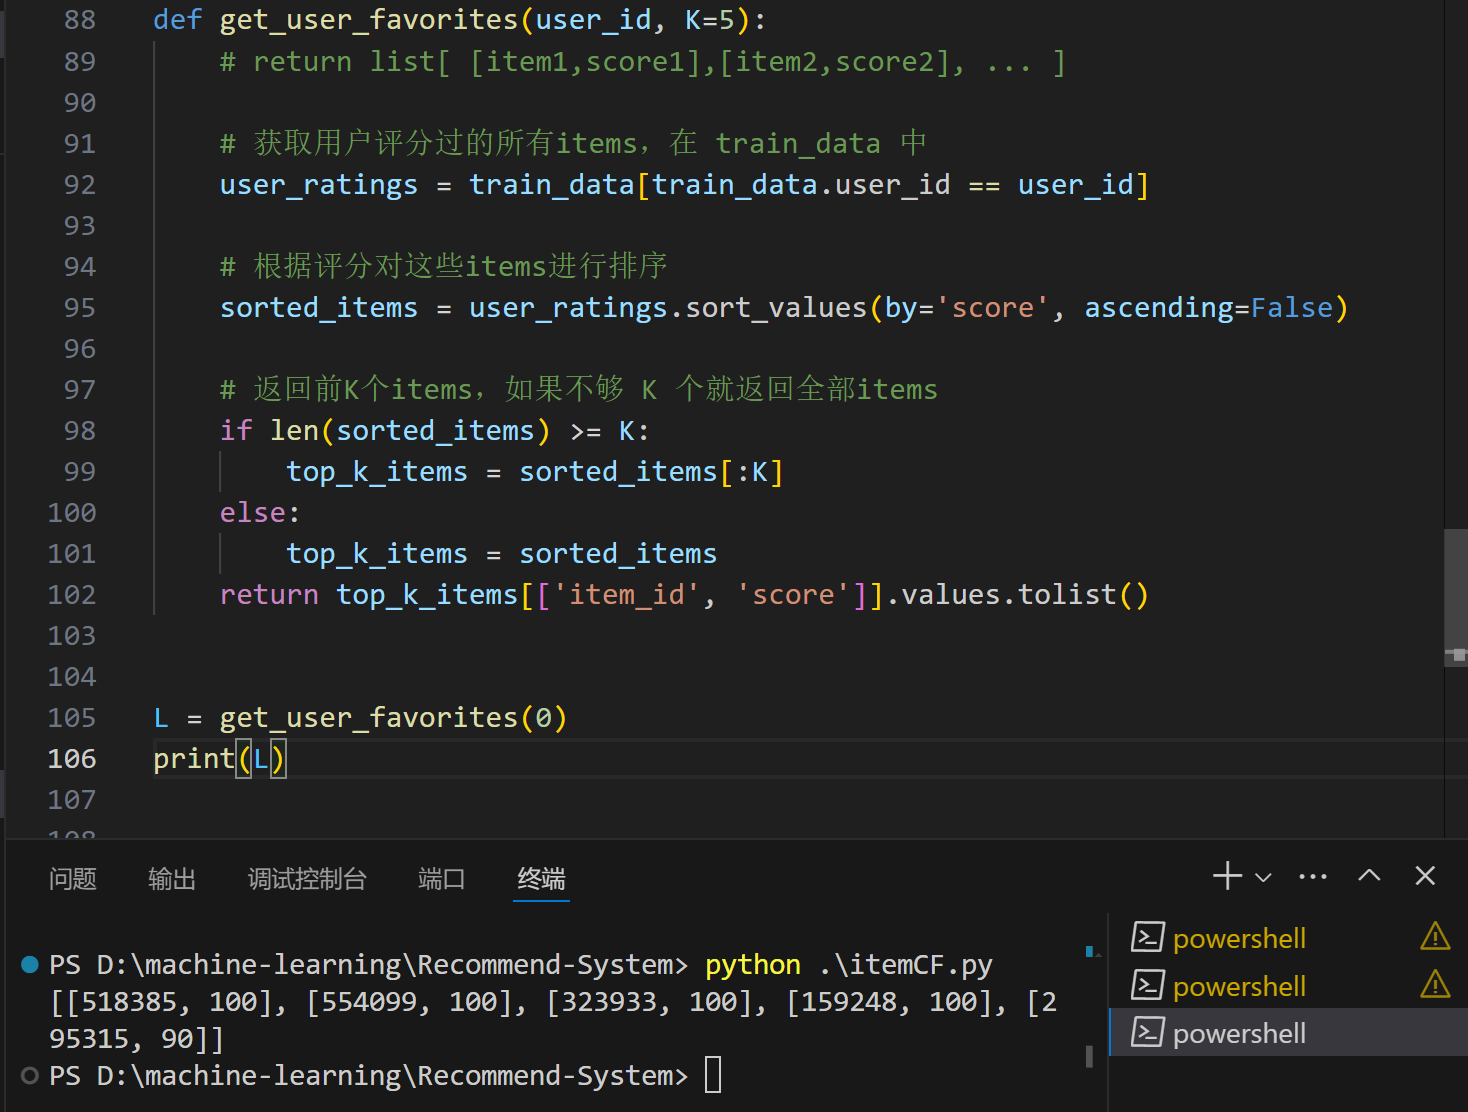 88 def get_user_favorites(user_id, K=5):
89 # return list[ [item1,score1],[item2,score2], ... ]
90
91 # 获取用户评分过的所有items，在 train_data 中
92 user_ratings = train_data[train_data.user_id == user_id]
93
94 # 根据评分对这些items进行排序
95 sorted_items = user_ratings.sort_values(by='score', ascending=False)
96
97 # 返回前K个items，如果不够 K 个就返回全部items
98 if len(sorted_items) >= K:
99 top_k_items = sorted_items[:K]
100 else:
101 top_k_items = sorted_items
102 return top_k_items[['item_id', 'score']].values.tolist()
103
104
105 L = get_user_favorites(0)
106 print(L)
107
108
问题 输出 调试控制台 端口 终端
PS D:\machine-learning\Recommend-System> python .\itemCF.py
[[518385, 100], [554099, 100], [323933, 100], [159248, 100], [2
95315, 90]]
PS D:\machine-learning\Recommend-System>
powershell
powershell
powershell